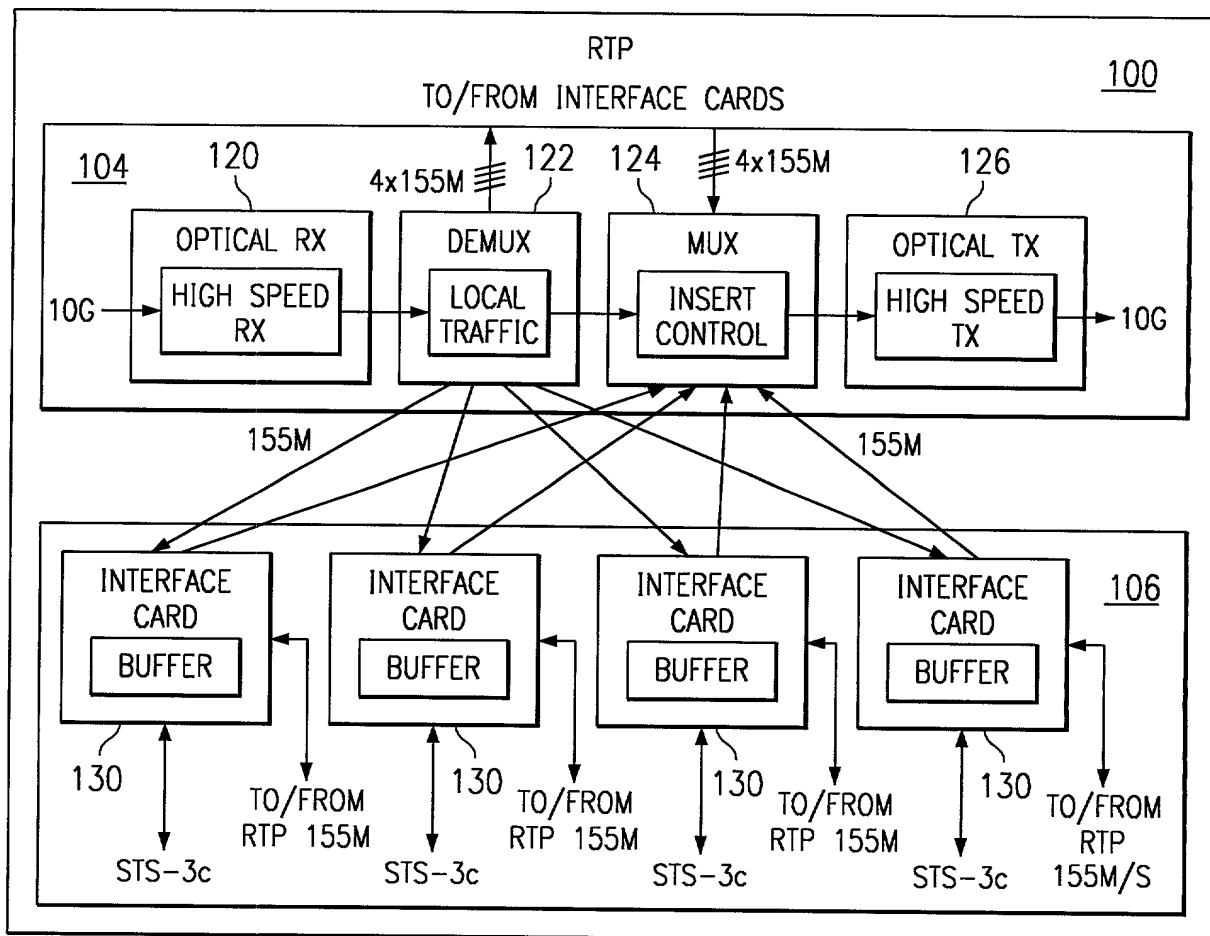 RTP
100
TO/FROM INTERFACE CARDS
104
120
4x155M
122
124
4x155M
126
OPTICAL RX
DEMUX
MUX
OPTICAL TX
10G
HIGH SPEED
RX
LOCAL
TRAFFIC
INSERT
CONTROL
HIGH SPEED
TX
10G
155M
155M
INTERFACE
CARD
BUFFER
INTERFACE
CARD
BUFFER
INTERFACE
CARD
BUFFER
INTERFACE
CARD
BUFFER
106
130
130
130
130
TO/FROM
RTP 155M
TO/FROM
RTP 155M
TO/FROM
RTP 155M
TO/FROM
RTP
155M/S
STS-3c
STS-3c
STS-3c
STS-3c